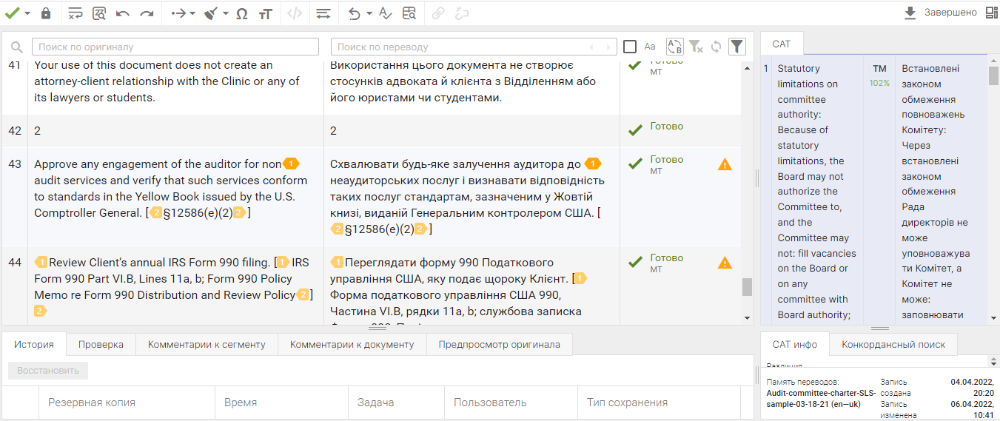 Завершено
Поиск по оригиналу
Поиск по переводу
Aa
41
Your use of this document does not create an
attorney-client relationship with the Clinic or any of
its lawyers or students.
Використання цього документа не створює
стосунків адвоката й клієнта з Відділенням або
його юристами чи студентами.
Готово
МТ
42
2
2
Готово
43
Approve any engagement of the auditor for non 1
audit services and verify that such services conform
to standards in the Yellow Book issued by the U.S.
Comptroller General. [2 §12586(e)(2) 2 ]
Схвалювати будь-яке залучення аудитора до 1
неаудиторських послуг і визнавати відповідність
таких послуг стандартам, зазначеним у Жовтій
книзі, виданій Генеральним контролером США. [
2 §12586(e)(2) 2 ]
Готово
МТ
44
1 Review Client’s annual IRS Form 990 filing. [ 1 IRS
Form 990 Part VI.B, Lines 11a, b; Form 990 Policy
Memo re Form 990 Distribution and Review Policy 2 ]
2
1 Переглядати форму 990 Податкового
управління США, яку подає щороку Клієнт. [ 1
Форма податкового управління США 990,
Частина VI.B, рядки 11a, b; службова записка
Готово
МТ
CAT
1
Statutory
limitations on
committee
authority:
Because of
statutory
limitations, the
Board may not
authorize the
Committee to,
and the
Committee may
not: fill vacancies
on the Board or
on any
committee with
Board authority;
TM
102%
Встановлені
законом
обмеження
повноважень
Комітету:
Через
встановлені
законом
обмеження
Рада
директорів не
може
уповноважува
ти Комітет, а
Комітет не
може:
заповнювати
История
Проверка
Комментарии к сегменту
Комментарии к документу
Предпросмотр оригинала
Восстановить
Резервная копия
Время
Задача
Пользователь
Тип сохранения
CAT инфо
Конкордансный поиск
Различия
Память переводов:
Audit-committee-charter-SLS-
sample-03-18-21 (en—uk)
Запись
создана
04.04.2022,
20:20
Запись
изменена
06.04.2022,
10:41